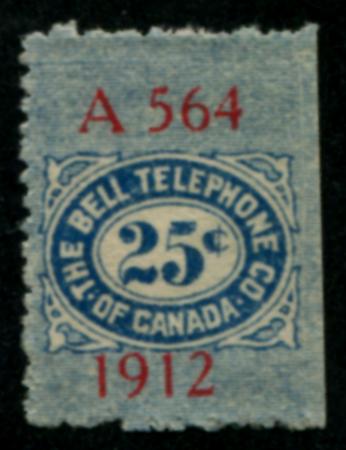 A 564
THE BELL TELEPHONE CO.
25¢
OF CANADA
1912